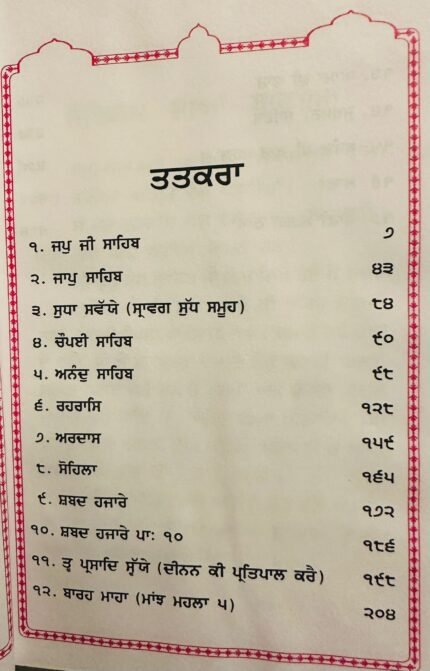 ਤਤਕਰਾ
੧. ਜਪੁ ਜੀ ਸਾਹਿਬ ੭
੨. ਜਾਪੁ ਸਾਹਿਬ ੪੩
੩. ਸੁਧਾ ਸਵੱਯੇ (ਸ੍ਰਾਵਗ ਸੁੱਧ ਸਮੂਹ) ੮੪
੪. ਚੌਪਈ ਸਾਹਿਬ ੯੦
੫. ਅਨੰਦੁ ਸਾਹਿਬ ੯੮
੬. ਰਹਰਾਸਿ ੧੨੮
੭. ਅਰਦਾਸ ੧੫੯
੮. ਸੋਹਿਲਾ ੧੬੫
੯. ਸ਼ਬਦ ਹਜਾਰੇ ੧੭੨
੧੦. ਸ਼ਬਦ ਹਜਾਰੇ ਪਾ: ੧੦ ੧੮੬
੧੧. ਤ੍ਵ ਪ੍ਰਸਾਦਿ ਸ੍ਵੱਯੇ (ਦੀਨਨ ਕੀ ਪ੍ਰਤਿਪਾਲ ਕਰੈ) ੧੯੮
੧੨. ਬਾਰਹ ਮਾਹਾ (ਮਾਂਝ ਮਹਲਾ ੫) ੨੦੪